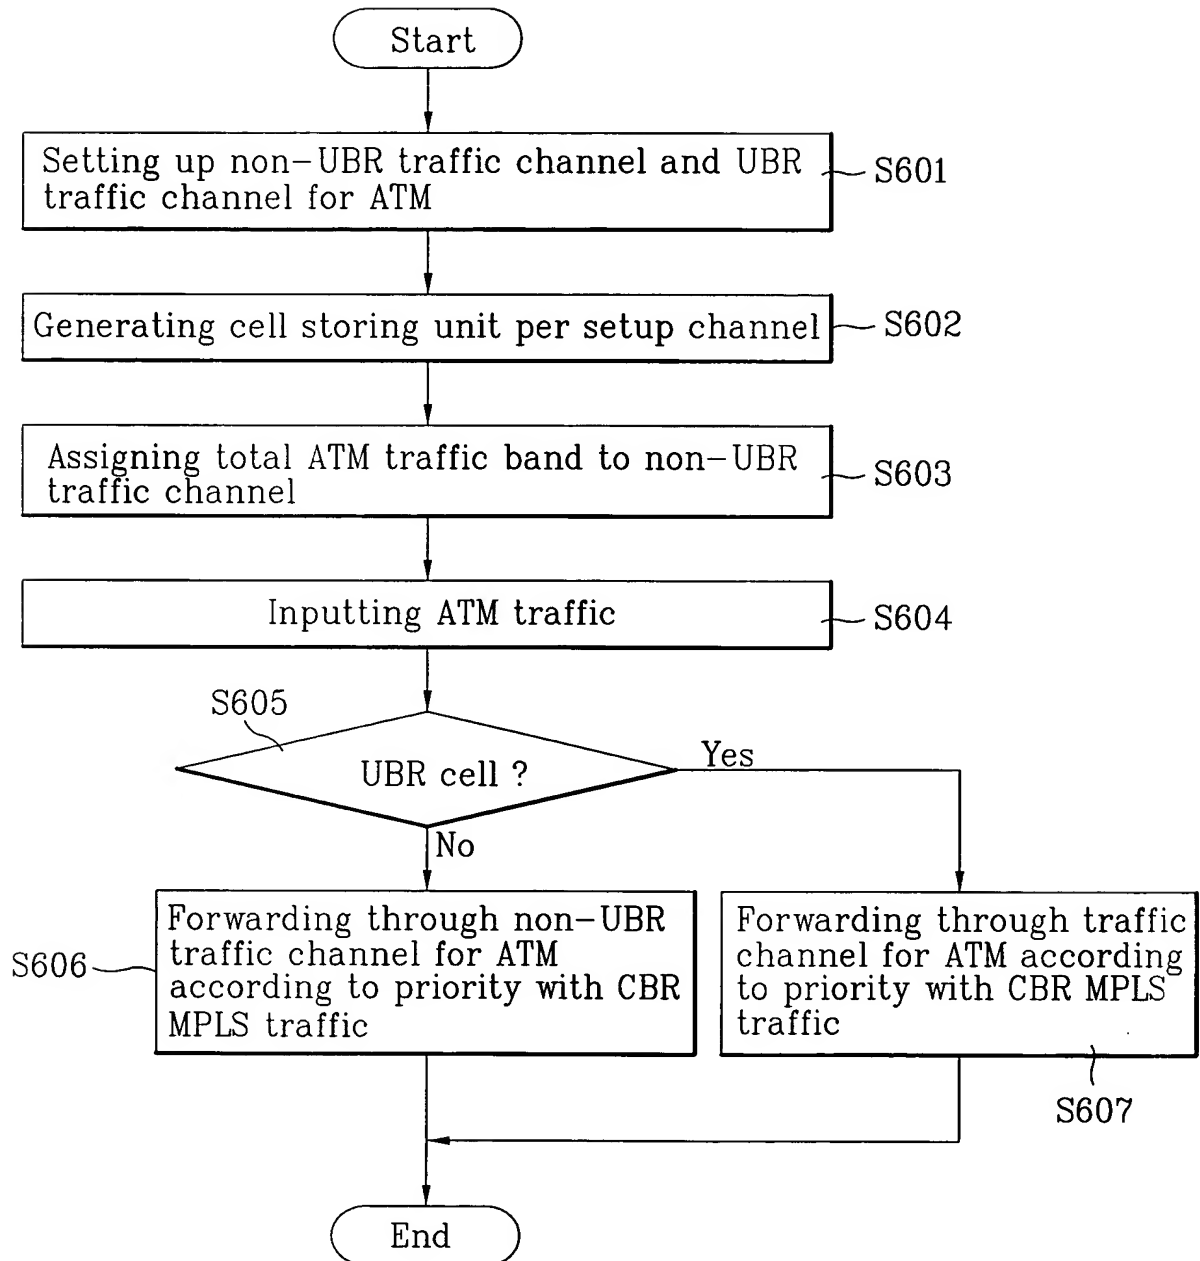 Start
Setting up non-UBR traffic channel and UBR
traffic channel for ATM
S601
Generating cell storing unit per setup channel
S602
Assigning total ATM traffic band to non-UBR
traffic channel
S603
Inputting ATM traffic
S604
S605
UBR cell ?
Yes
No
Forwarding through non-UBR
traffic channel for ATM
according to priority with CBR
MPLS traffic
S606
Forwarding through traffic
channel for ATM according
to priority with CBR MPLS
traffic
S607
End